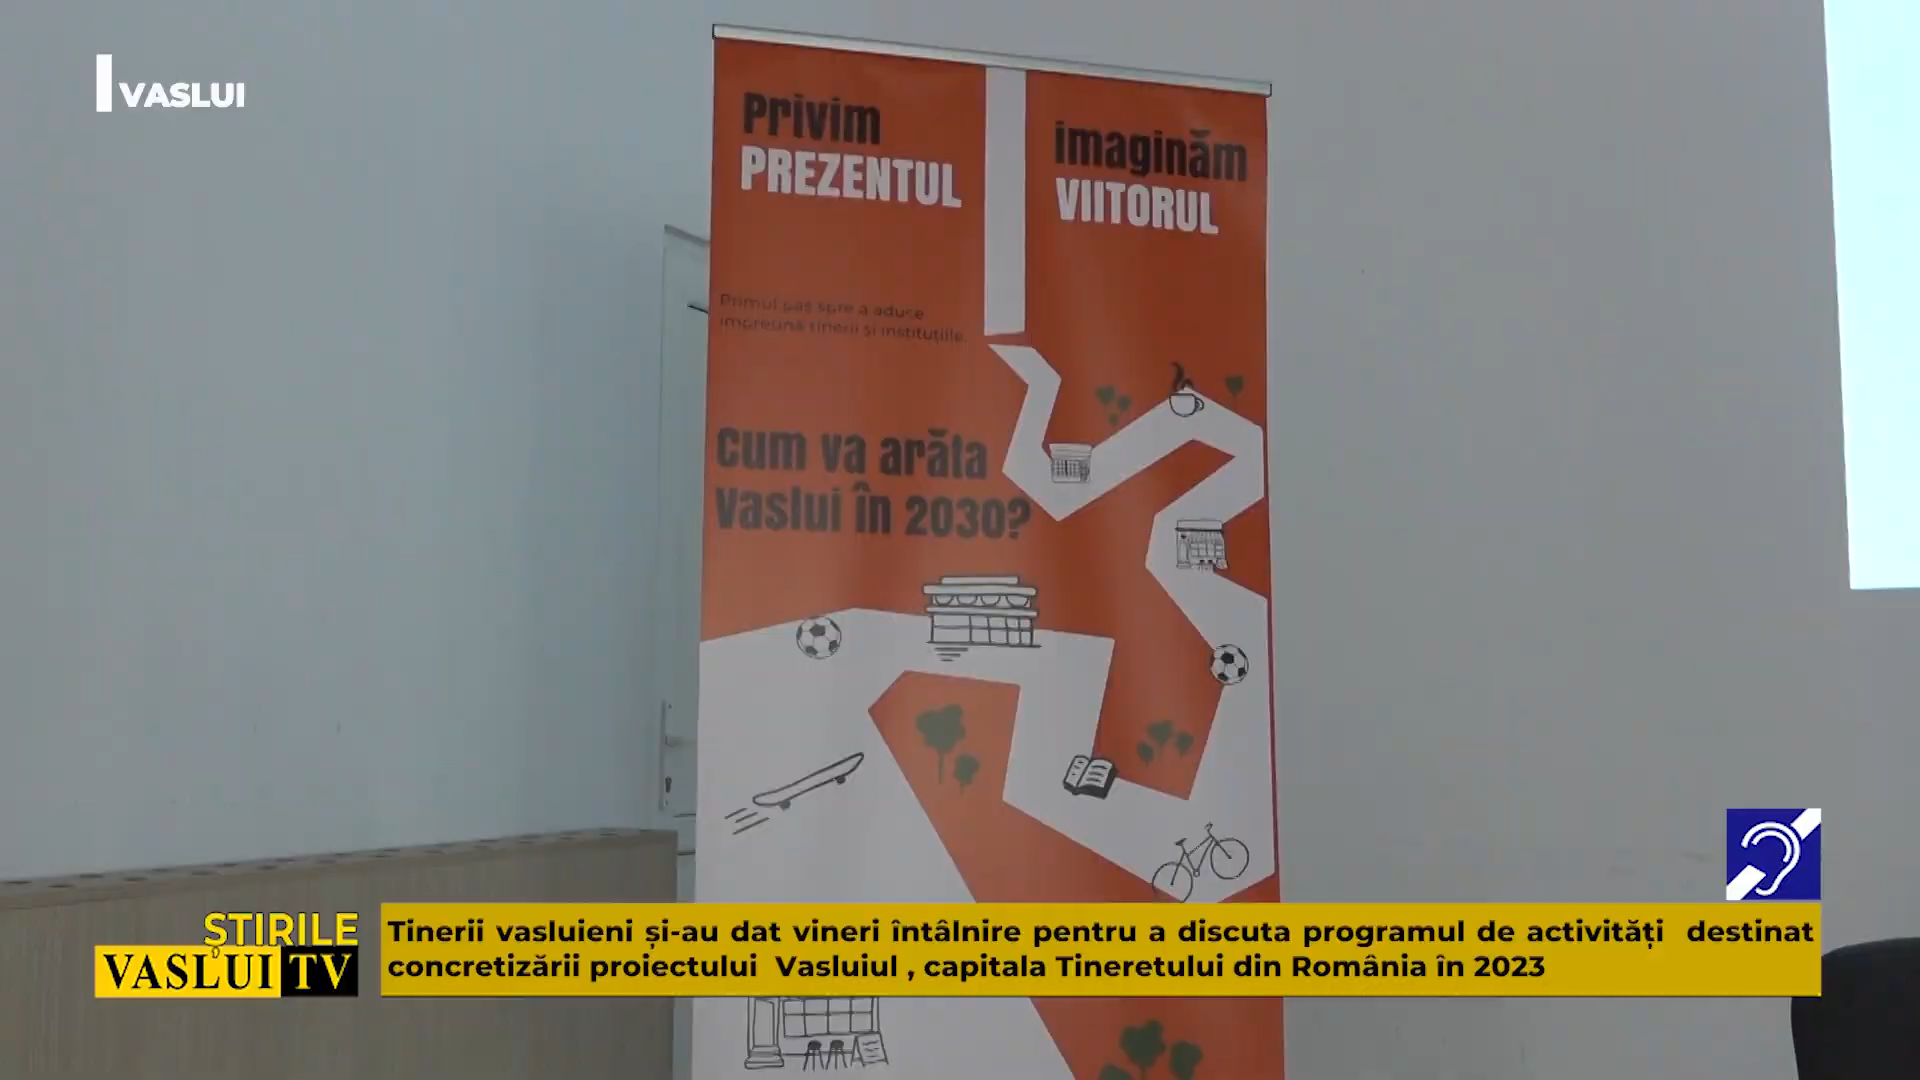 VASLUI
Privim
PREZENTUL
imaginăm
VIITORUL
Primul pas spre a aduce
împreună tinerii și instituțiile.
Cum va arăta
Vaslui în 2030?
ȘTIRILE
VASLUI TV
Tinerii vasluieni și-au dat vineri întâlnire pentru a discuta programul de activități destinat
concretizării proiectului Vasluiul , capitala Tineretului din România în 2023